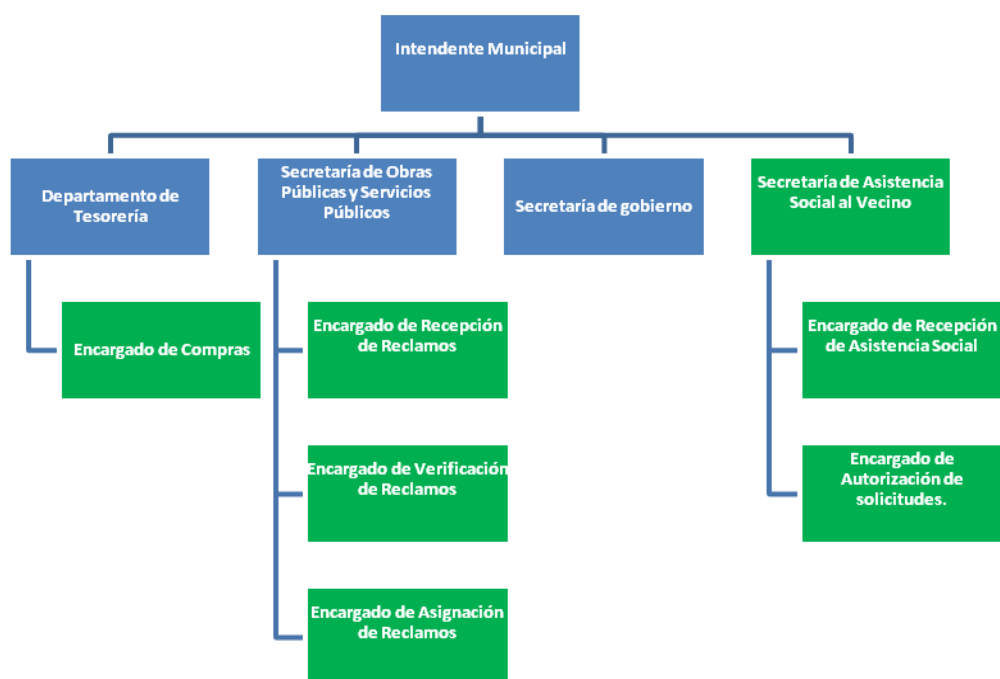 Intendente Municipal
Departamento de
Tesorería
Secretaría de Obras
Públicas y Servicios
Públicos
Secretaría de gobierno
Secretaría de Asistencia
Social al Vecino
Encargado de Compras
Encargado de Recepción
de Reclamos
Encargado de Verificación
de Reclamos
Encargado de Asignación
de Reclamos
Encargado de Recepción
de Asistencia Social
Encargado de
Autorización de
solicitudes.